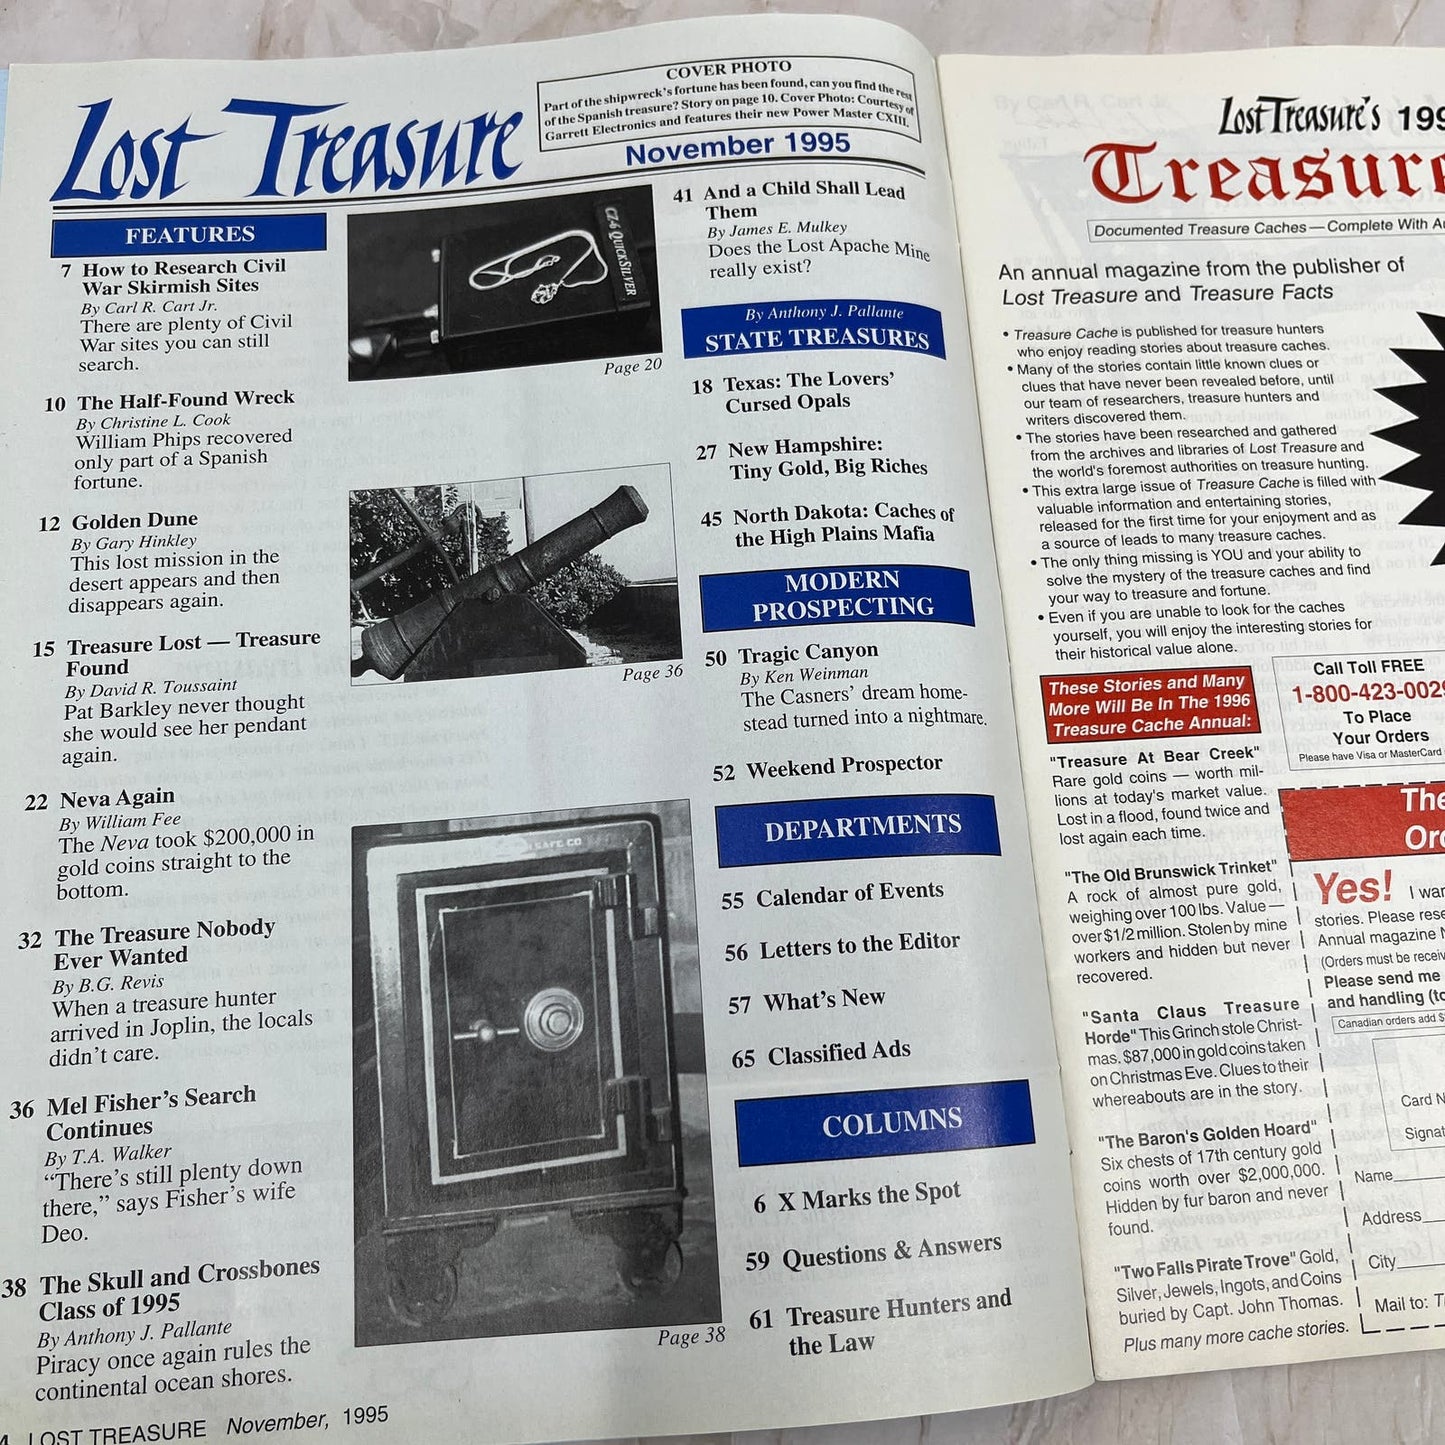 Lost Treasure
COVER PHOTO
Part of the shipwreck's fortune has been found, can you find the rest
of the Spanish treasure? Story on page 10. Cover Photo: Courtesy of
Garrett Electronics and features their new Power Master CXIII.
November 1995
FEATURES
7 How to Research Civil
War Skirmish Sites
By Carl R. Cart Jr.
There are plenty of Civil
War sites you can still
search.
10 The Half-Found Wreck
By Christine L. Cook
William Phips recovered
only part of a Spanish
fortune.
12 Golden Dune
By Gary Hinkley
This lost mission in the
desert appears and then
disappears again.
15 Treasure Lost — Treasure
Found
By David R. Toussaint
Pat Barkley never thought
she would see her pendant
again.
22 Neva Again
By William Fee
The Neva took $200,000 in
gold coins straight to the
bottom.
32 The Treasure Nobody
Ever Wanted
By B.G. Revis
When a treasure hunter
arrived in Joplin, the locals
didn't care.
36 Mel Fisher's Search
Continues
By T.A. Walker
"There's still plenty down
there," says Fisher's wife
Deo.
38 The Skull and Crossbones
Class of 1995
By Anthony J. Pallante
Piracy once again rules the
continental ocean shores.
4 LOST TREASURE November, 1995
CZ-6 QUICKSILVER
Page 20
Page 36
SAFE CO
Page 38
41 And a Child Shall Lead
Them
By James E. Mulkey
Does the Lost Apache Mine
really exist?
By Anthony J. Pallante
STATE TREASURES
18 Texas: The Lovers'
Cursed Opals
27 New Hampshire:
Tiny Gold, Big Riches
45 North Dakota: Caches of
the High Plains Mafia
MODERN
PROSPECTING
50 Tragic Canyon
By Ken Weinman
The Casners' dream home-
stead turned into a nightmare.
52 Weekend Prospector
DEPARTMENTS
55 Calendar of Events
56 Letters to the Editor
57 What's New
65 Classified Ads
COLUMNS
6 X Marks the Spot
59 Questions & Answers
61 Treasure Hunters and
the Law
Lost Treasure's 199
Treasure
Documented Treasure Caches — Complete With Au
An annual magazine from the publisher of
Lost Treasure and Treasure Facts
• Treasure Cache is published for treasure hunters
who enjoy reading stories about treasure caches.
• Many of the stories contain little known clues or
clues that have never been revealed before, until
our team of researchers, treasure hunters and
writers discovered them.
• The stories have been researched and gathered
from the archives and libraries of Lost Treasure and
the world's foremost authorities on treasure hunting.
• This extra large issue of Treasure Cache is filled with
valuable information and entertaining stories,
released for the first time for your enjoyment and as
a source of leads to many treasure caches.
• The only thing missing is YOU and your ability to
solve the mystery of the treasure caches and find
your way to treasure and fortune.
• Even if you are unable to look for the caches
yourself, you will enjoy the interesting stories for
their historical value alone.
These Stories and Many
More Will Be In The 1996
Treasure Cache Annual:
"Treasure At Bear Creek"
Rare gold coins — worth mil-
lions at today's market value.
Lost in a flood, found twice and
lost again each time.
"The Old Brunswick Trinket"
A rock of almost pure gold,
weighing over 100 lbs. Value —
over $1/2 million. Stolen by mine
workers and hidden but never
recovered.
"Santa Claus Treasure
Horde" This Grinch stole Christ-
mas. $87,000 in gold coins taken
on Christmas Eve. Clues to their
whereabouts are in the story.
"The Baron's Golden Hoard"
Six chests of 17th century gold
coins worth over $2,000,000.
Hidden by fur baron and never
found.
"Two Falls Pirate Trove" Gold,
Silver, Jewels, Ingots, and Coins
buried by Capt. John Thomas.
Plus many more cache stories.
Call Toll FREE
1-800-423-0029
To Place
Your Orders
Please have Visa or MasterCard
The
Ord
Yes! I wan
stories. Please rese
Annual magazine N
(Orders must be receiv
Please send me
and handling (to
Canadian orders add $
Card N
Signat
Name
Address
City
Mail to: T